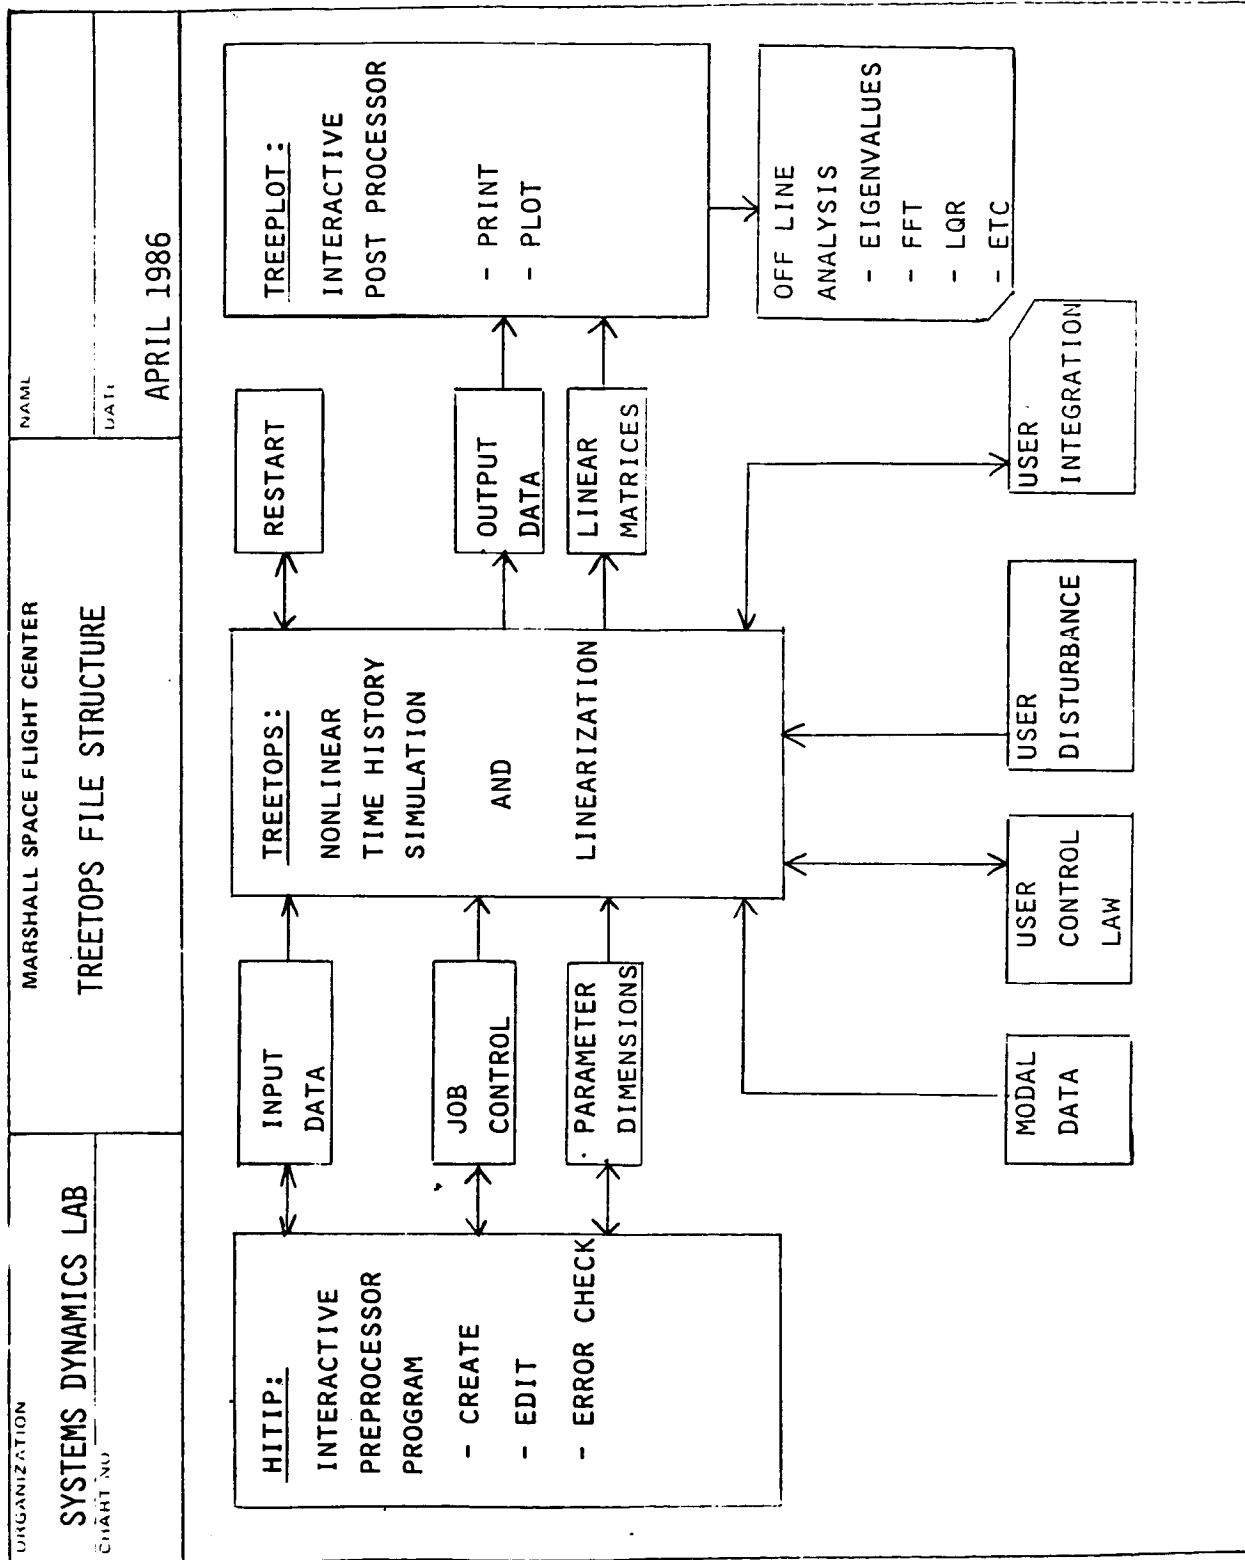 ORGANIZATION
SYSTEMS DYNAMICS LAB
CHART NO
MARSHALL SPACE FLIGHT CENTER
TREETOPS FILE STRUCTURE
NAME
DATE
APRIL 1986
HITIP:
INTERACTIVE
PREPROCESSOR
PROGRAM
- CREATE
- EDIT
- ERROR CHECK
INPUT
DATA
JOB
CONTROL
PARAMETER
DIMENSIONS
TREETOPS:
NONLINEAR
TIME HISTORY
SIMULATION
AND
LINEARIZATION
RESTART
OUTPUT
DATA
LINEAR
MATRICES
TREEPLOT:
INTERACTIVE
POST PROCESSOR
- PRINT
- PLOT
OFF LINE
ANALYSIS
- EIGENVALUES
- FFT
- LQR
- ETC
MODAL
DATA
USER
CONTROL
LAW
USER
DISTURBANCE
USER
INTEGRATION